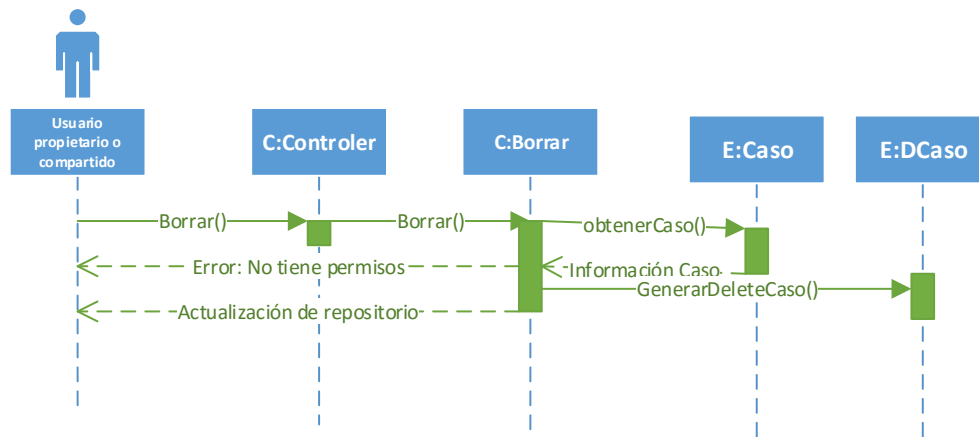 Usuario
propietario o
compartido
C:Controler
C:Borrar
E:Caso
E:DCaso
Borrar()
Borrar()
obtenerCaso()
Error: No tiene permisos
Información Caso
GenerarDeleteCaso()
Actualización de repositorio